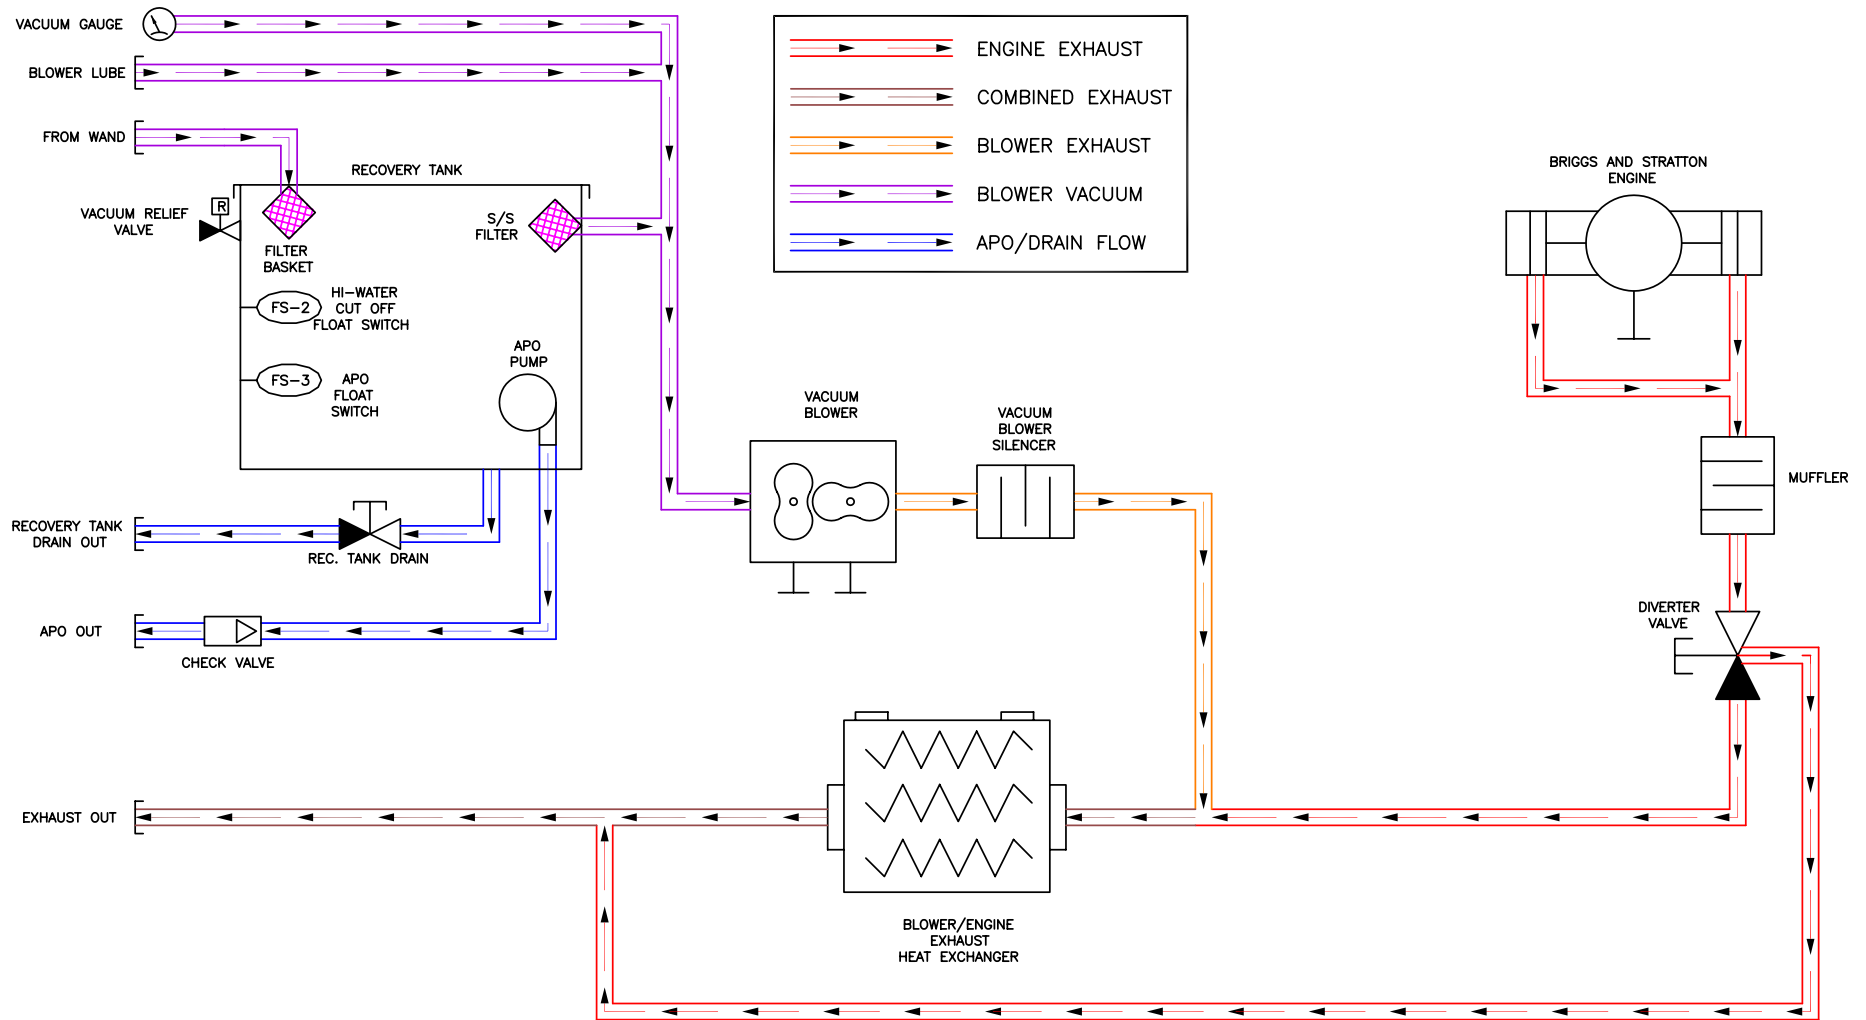 VACUUM GAUGE
BLOWER LUBE
FROM WAND
RECOVERY TANK
R
VACUUM RELIEF
VALVE
FILTER
BASKET
S/S
FILTER
FS-2
HI-WATER
CUT OFF
FLOAT SWITCH
FS-3
APO
FLOAT
SWITCH
APO
PUMP
RECOVERY TANK
DRAIN OUT
REC. TANK DRAIN
APO OUT
CHECK VALVE
EXHAUST OUT
ENGINE EXHAUST
COMBINED EXHAUST
BLOWER EXHAUST
BLOWER VACUUM
APO/DRAIN FLOW
VACUUM
BLOWER
VACUUM
BLOWER
SILENCER
BLOWER/ENGINE
EXHAUST
HEAT EXCHANGER
BRIGGS AND STRATTON
ENGINE
MUFFLER
DIVERTER
VALVE